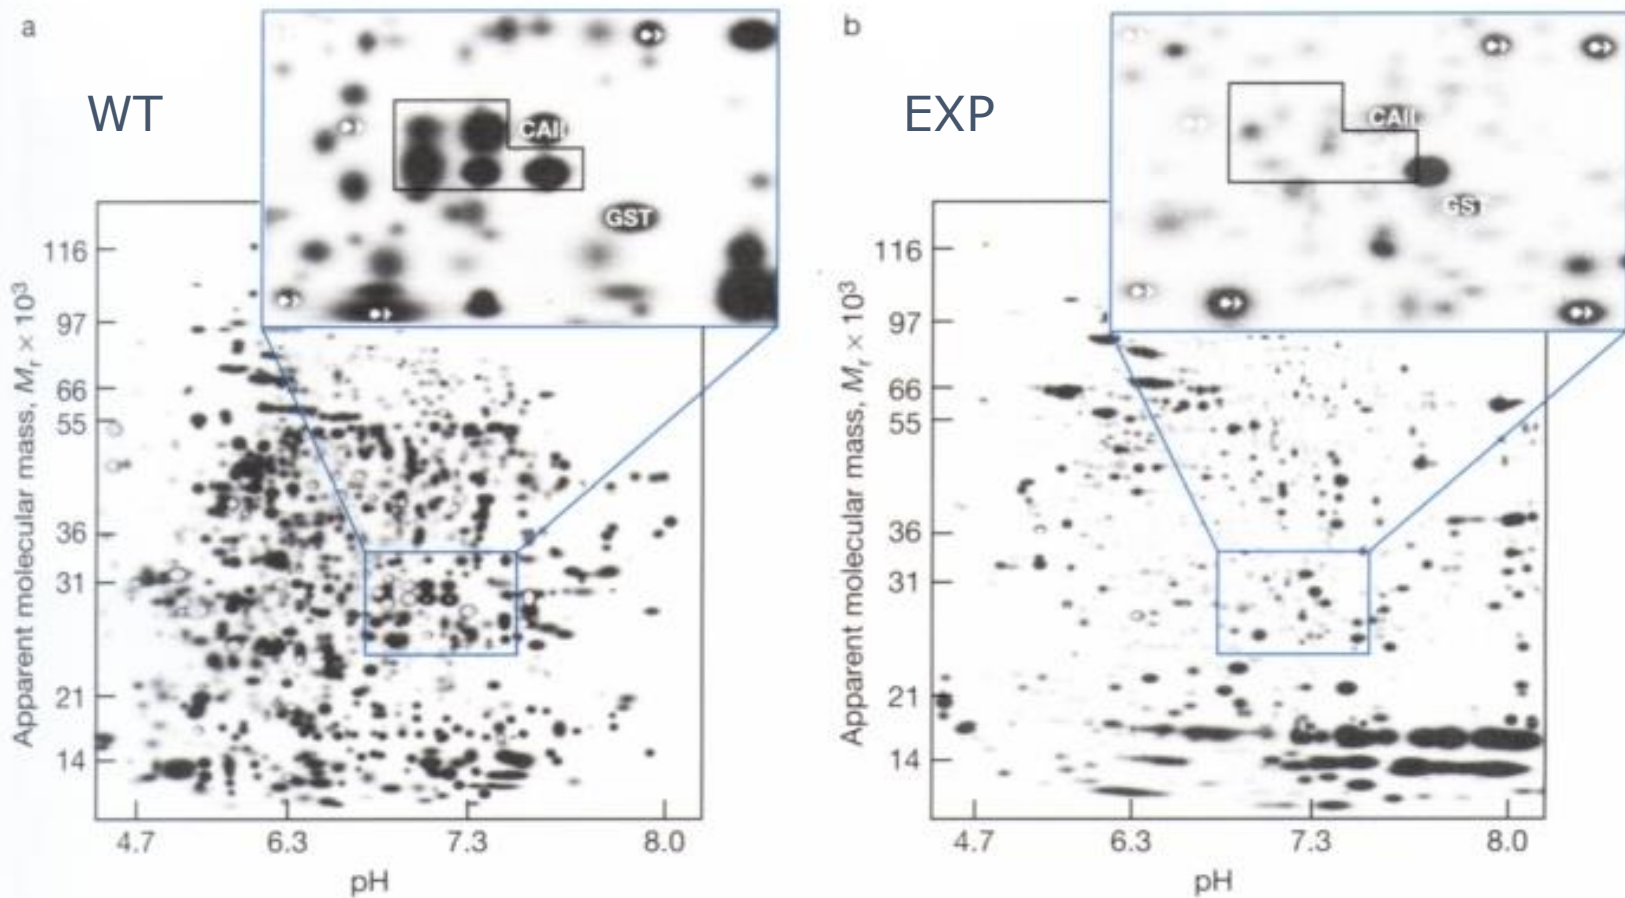 a
WT
CAII
GST
116
97
66
55
36
31
21
14
Apparent molecular mass, Mᵣ × 10³
4.7 6.3 7.3 8.0
pH
b
EXP
CAII
GST
116
97
66
55
36
31
21
14
Apparent molecular mass, Mᵣ × 10³
4.7 6.3 7.3 8.0
pH